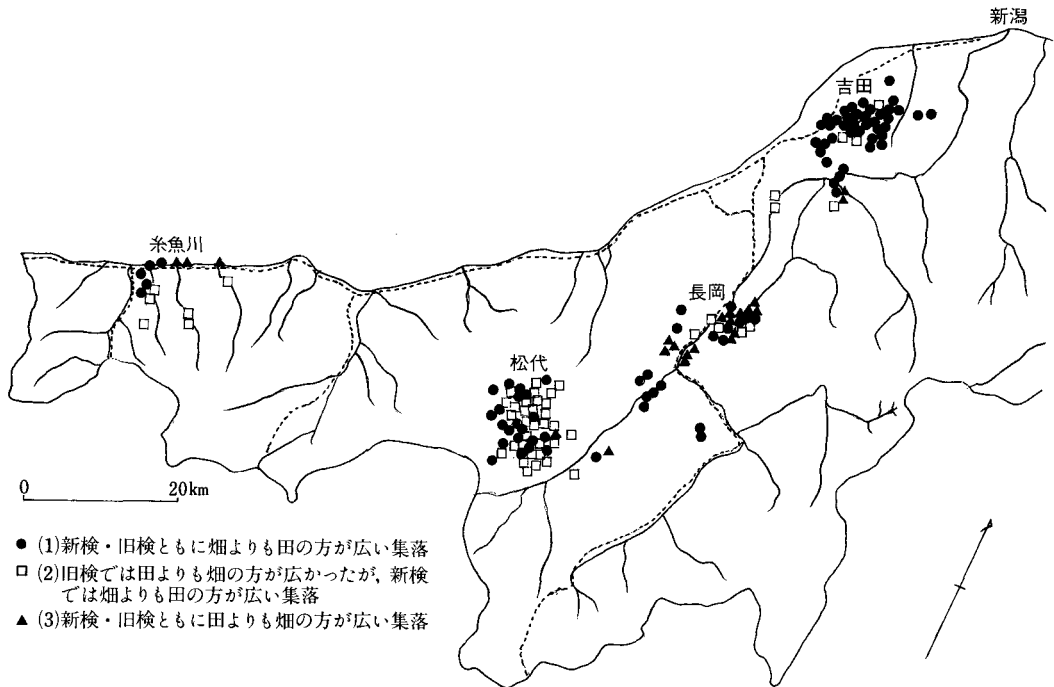 新潟
吉田
糸魚川
長岡
松代
0 20km
● (1)新検・旧検ともに畑よりも田の方が広い集落
□ (2)旧検では田よりも畑の方が広かったが，新検
では畑よりも田の方が広い集落
▲ (3)新検・旧検ともに田よりも畑の方が広い集落